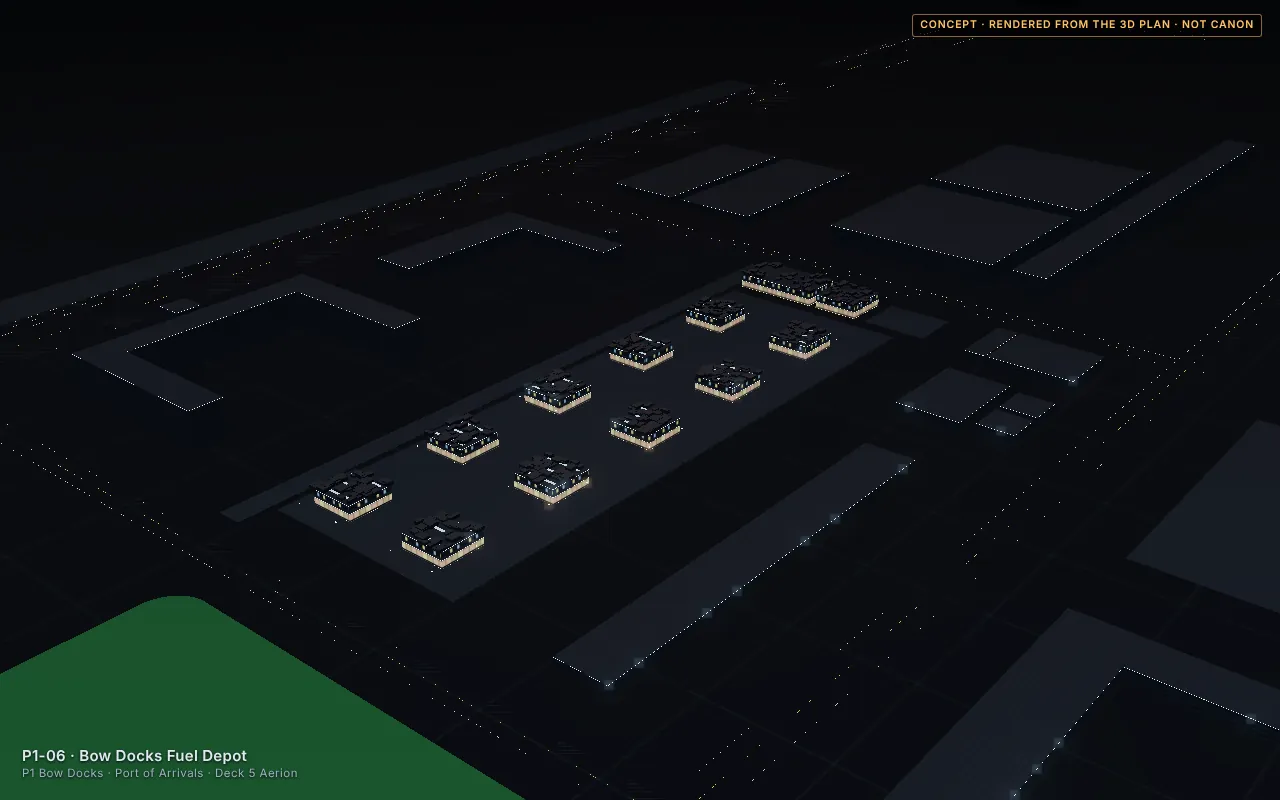 CONCEPT · RENDERED FROM THE 3D PLAN · NOT CANON
P1-06 · Bow Docks Fuel Depot
P1 Bow Docks · Port of Arrivals · Deck 5 Aerion